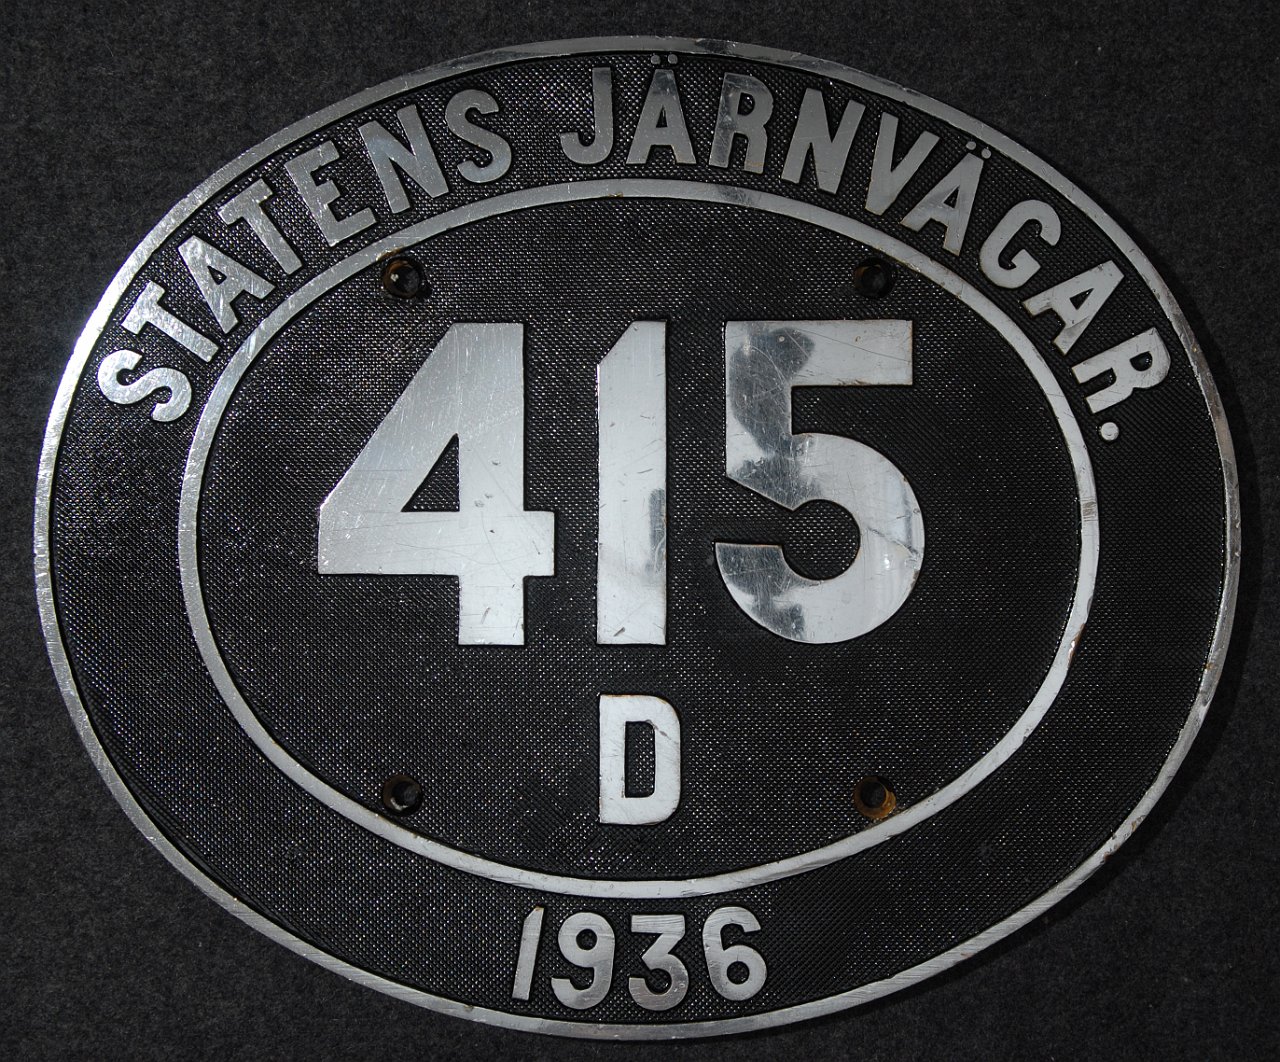 STATENS JÄRNVÄGAR.
415
D
1936